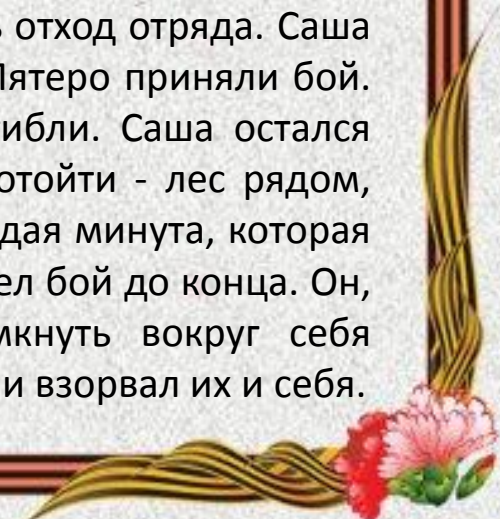 отход отряда. Саша
Пятеро приняли бой.
гибли. Саша остался
отойти - лес рядом,
дая минута, которая
ел бой до конца. Он,
мкнуть вокруг себя
и взорвал их и себя.